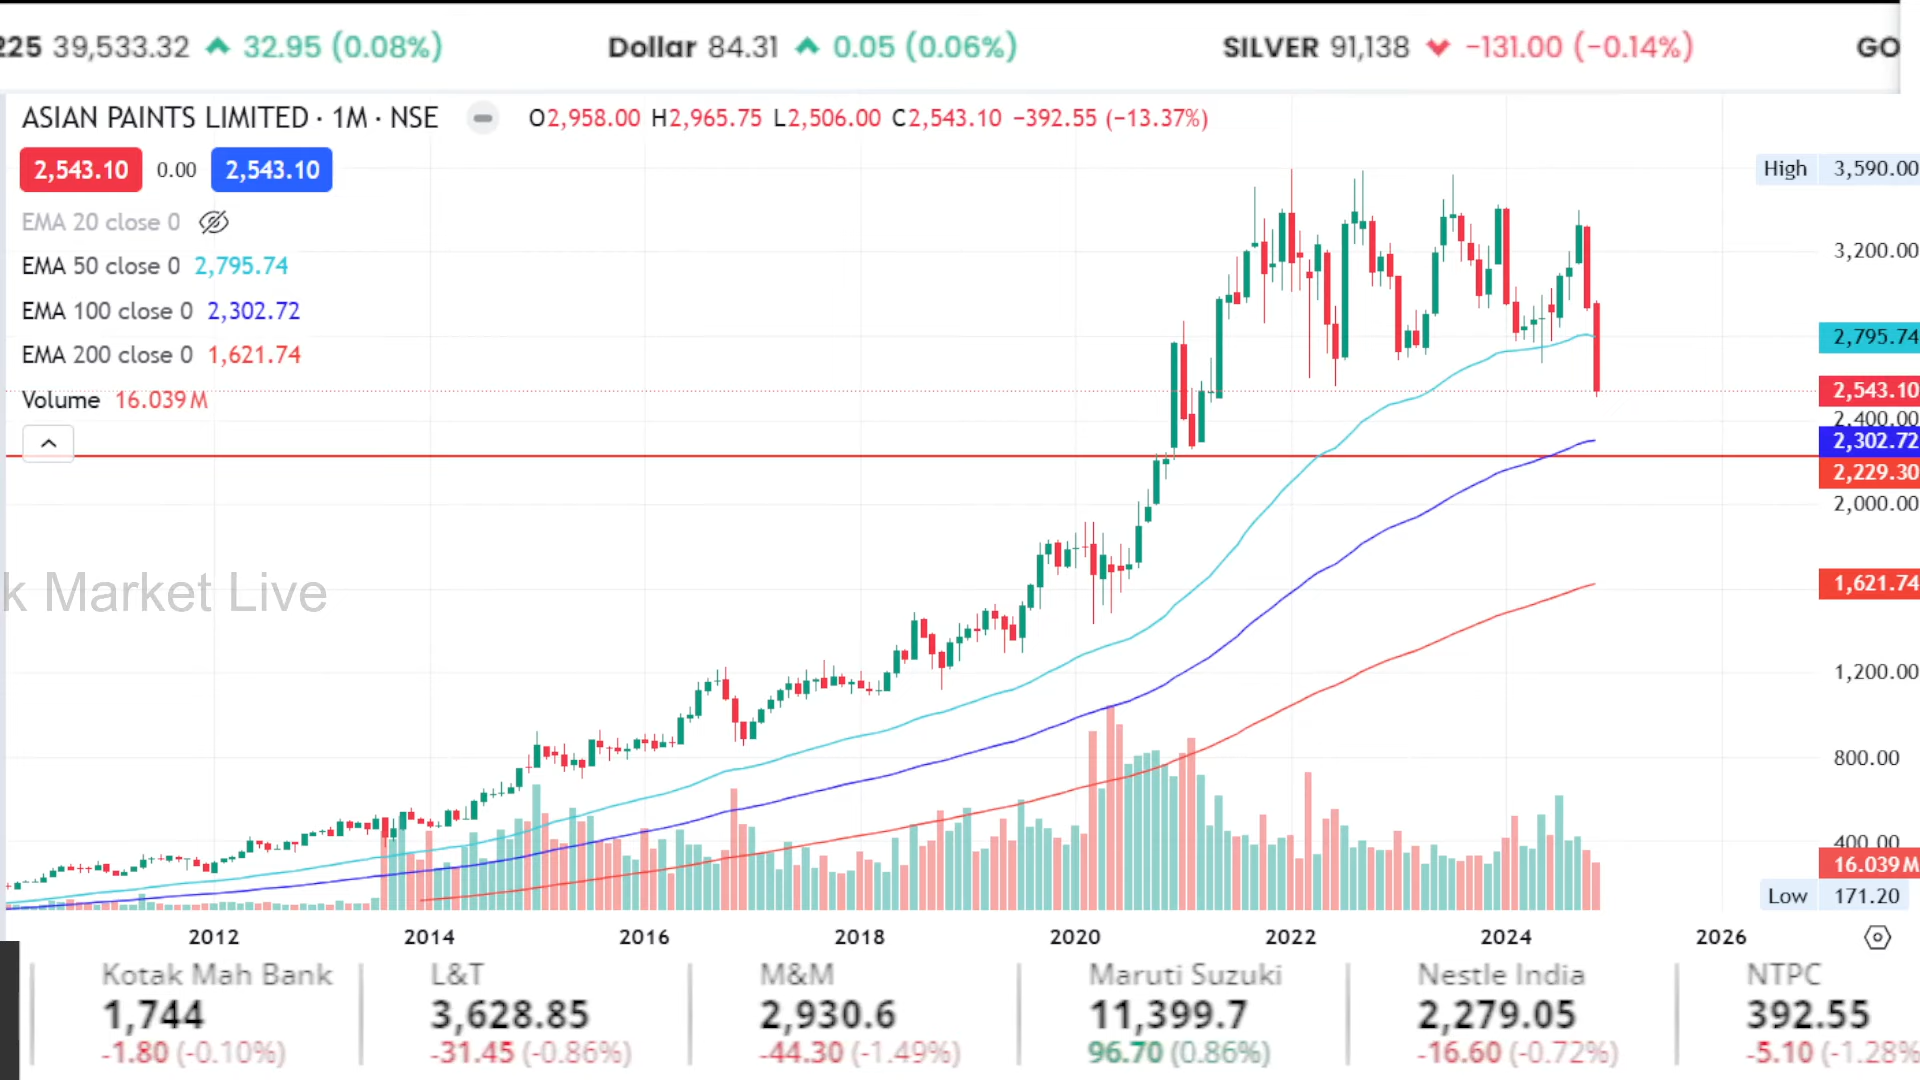 225 39,533.32 32.95 (0.08%) Dollar 84.31 0.05 (0.06%) SILVER 91,138 -131.00 (-0.14%) GO
ASIAN PAINTS LIMITED · 1M · NSE O2,958.00 H2,965.75 L2,506.00 C2,543.10 −392.55 (−13.37%)
2,543.10 0.00 2,543.10
EMA 20 close 0
EMA 50 close 0 2,795.74
EMA 100 close 0 2,302.72
EMA 200 close 0 1,621.74
Volume 16.039 M
High 3,590.00
3,200.00
2,795.74
2,543.10
2,400.00
2,302.72
2,229.30
2,000.00
1,621.74
1,200.00
800.00
400.00
16.039 M
Low 171.20
k Market Live
2012 2014 2016 2018 2020 2022 2024 2026
Kotak Mah Bank L&T M&M Maruti Suzuki Nestle India NTPC
1,744 3,628.85 2,930.6 11,399.7 2,279.05 392.55
-1.80 (-0.10%) -31.45 (-0.86%) -44.30 (-1.49%) 96.70 (0.86%) -16.60 (-0.72%) -5.10 (-1.28%